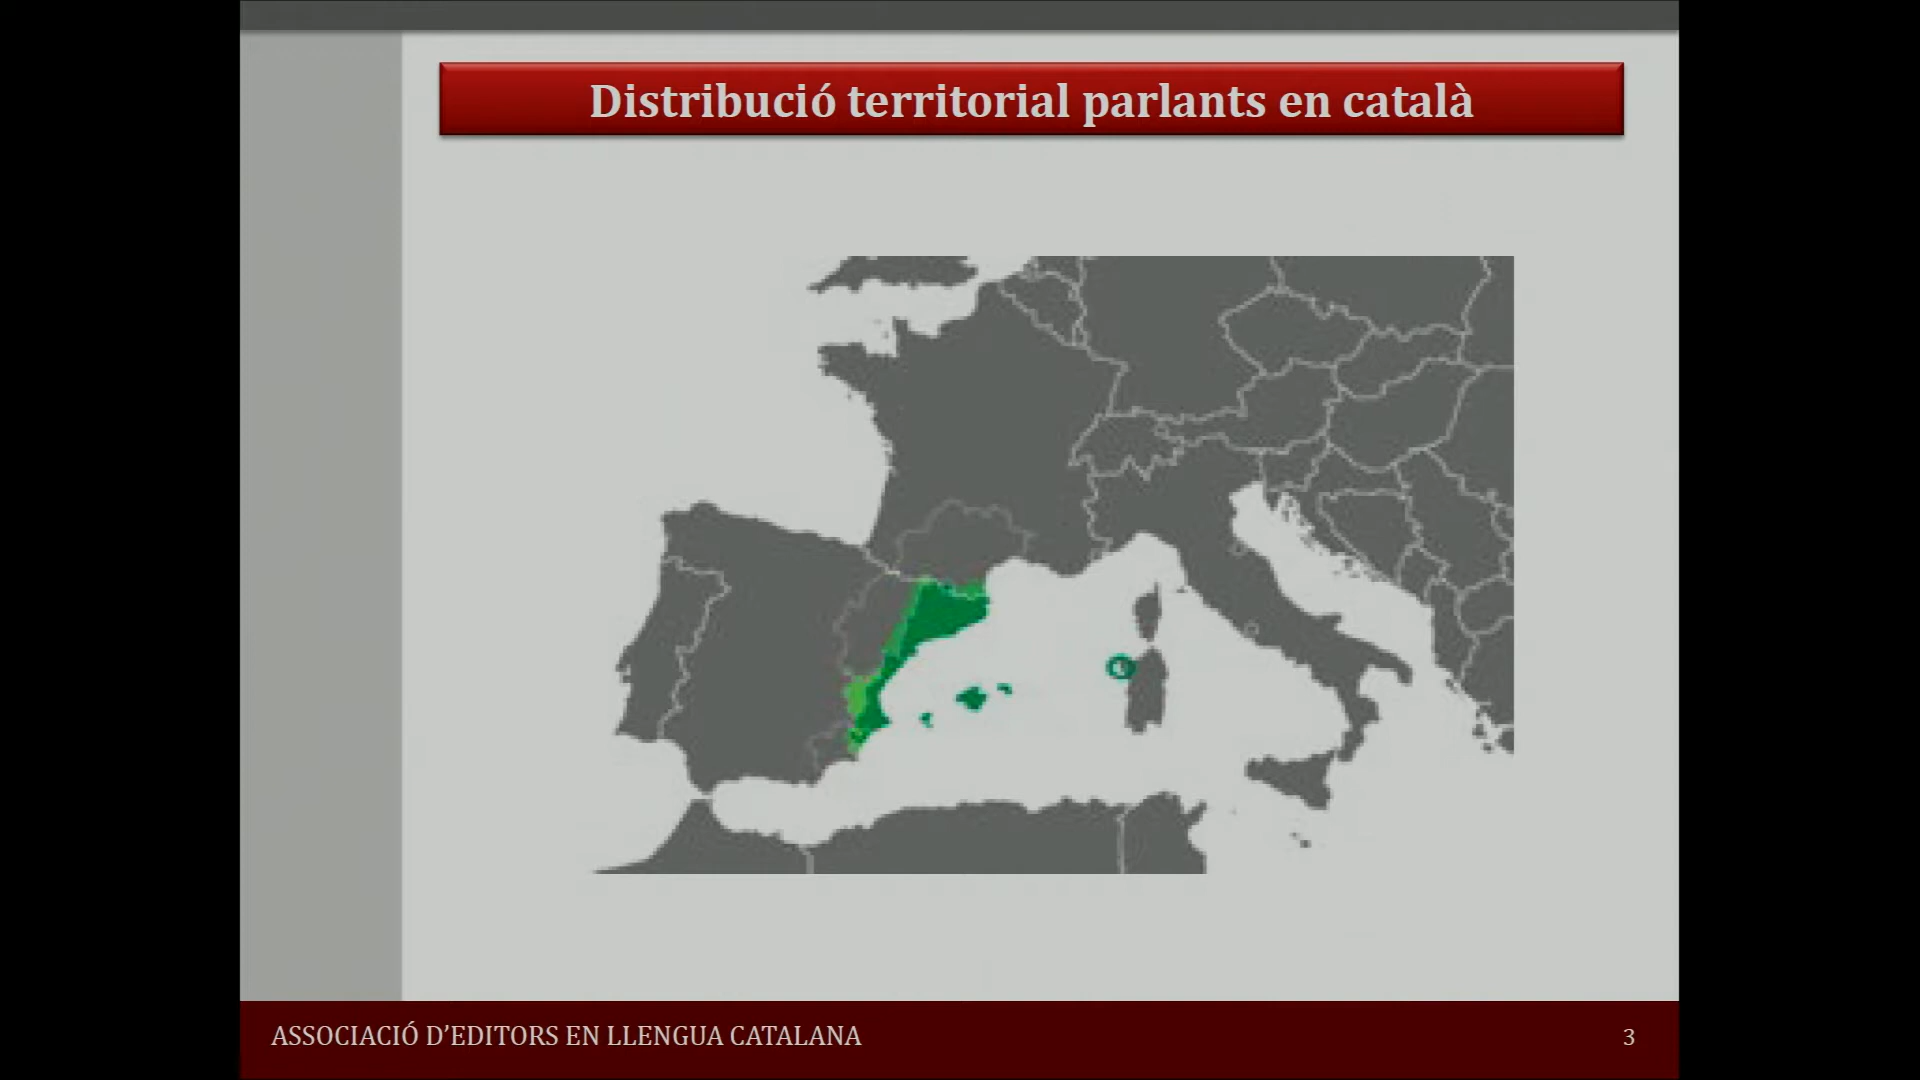 Distribució territorial parlants en català
ASSOCIACIÓ D’EDITORS EN LLENGUA CATALANA
3